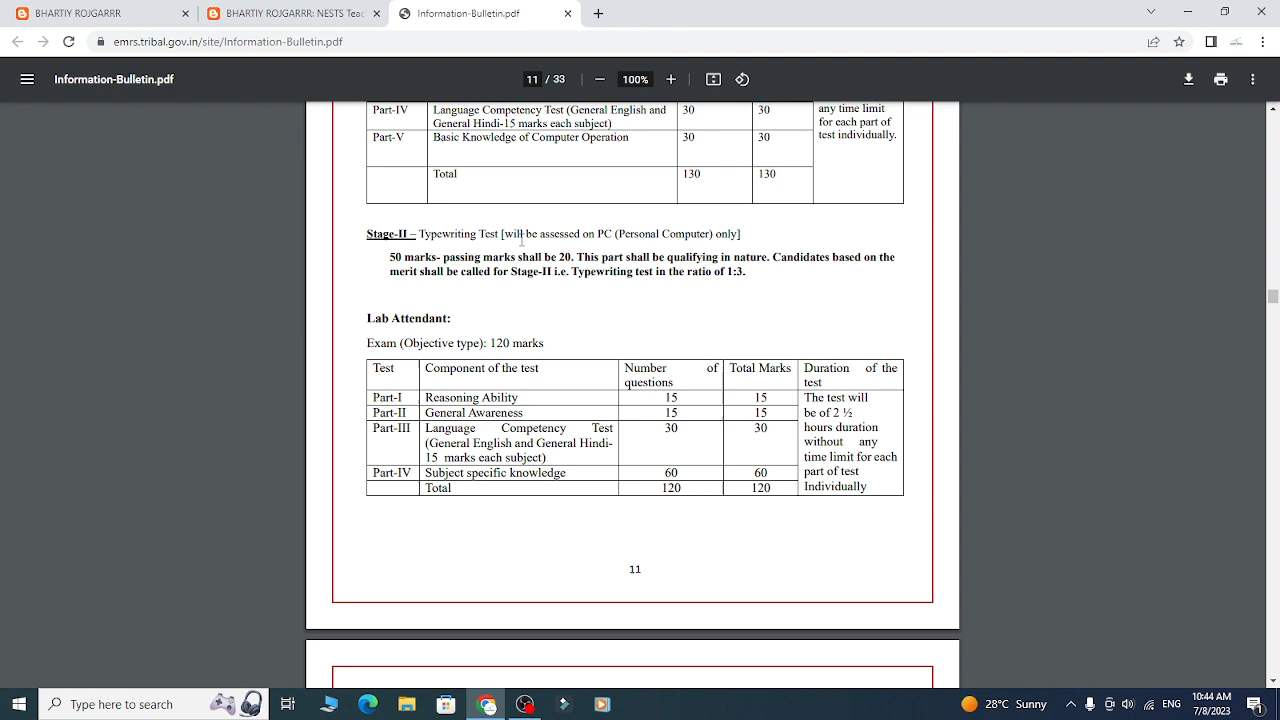 BHARTIY ROJGARRR
BHARTIY ROJGARRR: NESTS Teac
Information-Bulletin.pdf
emrs.tribal.gov.in/site/Information-Bulletin.pdf
Information-Bulletin.pdf
11 / 33
100%
Part-IV Language Competency Test (General English and General Hindi-15 marks each subject) 30 30
any time limit
for each part of
test individually.
Part-V Basic Knowledge of Computer Operation 30 30
Total 130 130
Stage-II – Typewriting Test [will be assessed on PC (Personal Computer) only]
50 marks- passing marks shall be 20. This part shall be qualifying in nature. Candidates based on the
merit shall be called for Stage-II i.e. Typewriting test in the ratio of 1:3.
Lab Attendant:
Exam (Objective type): 120 marks
Test Component of the test Number of questions Total Marks Duration of the test
Part-I Reasoning Ability 15 15 The test will
Part-II General Awareness 15 15 be of 2 ½
Part-III Language Competency Test 30 30 hours duration
(General English and General Hindi- without any
15 marks each subject) time limit for each
Part-IV Subject specific knowledge 60 60 part of test
Total 120 120 Individually
11
Type here to search
28°C Sunny
ENG
10:44 AM
7/8/2023
1